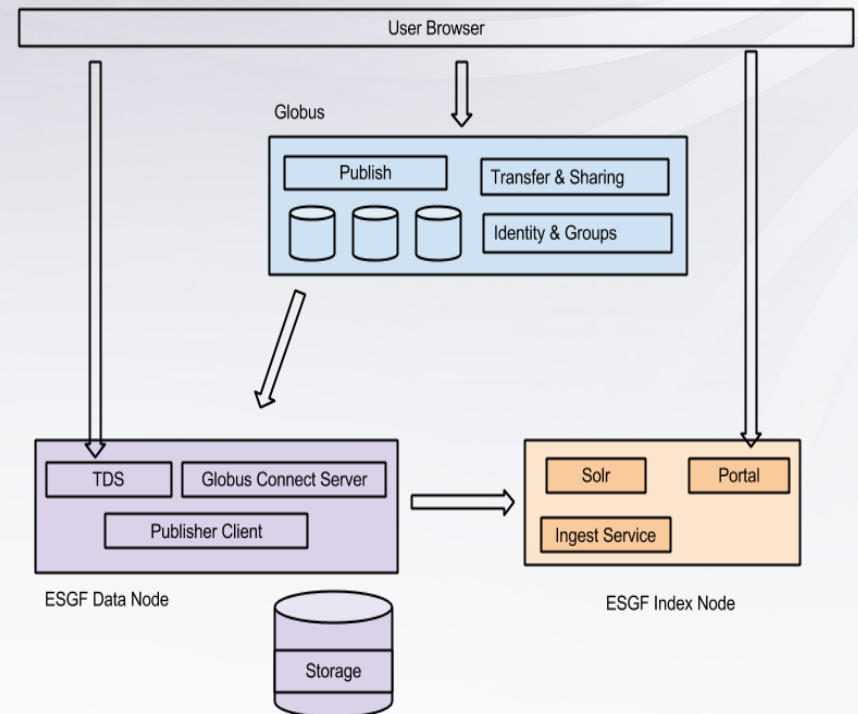 User Browser
Globus
Publish
Transfer & Sharing
Identity & Groups
TDS
Globus Connect Server
Publisher Client
ESGF Data Node
Storage
Solr
Portal
Ingest Service
ESGF Index Node